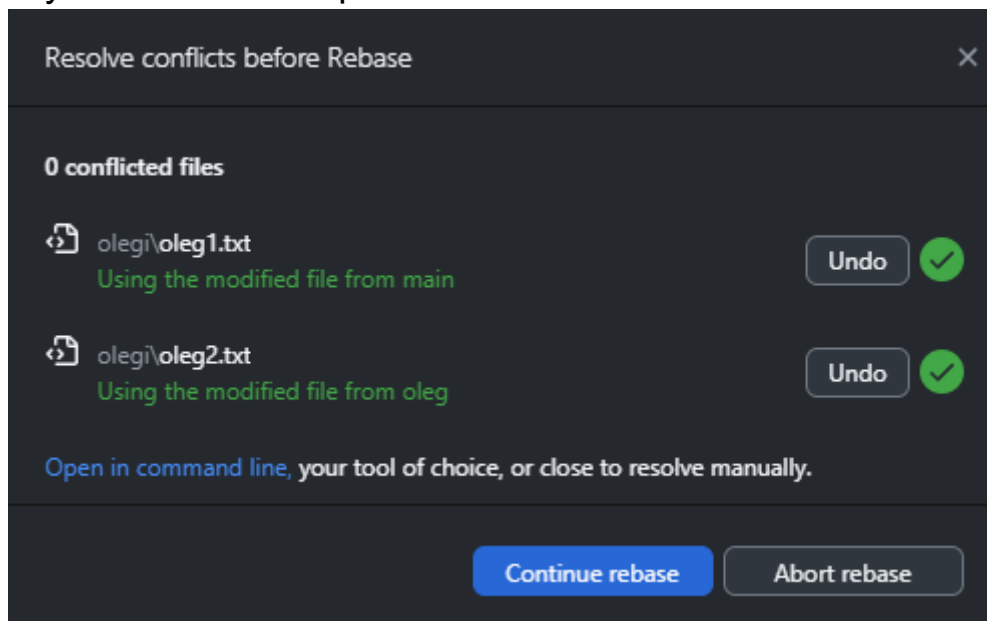 Resolve conflicts before Rebase
0 conflicted files
olegi\oleg1.txt
Using the modified file from main
Undo
olegi\oleg2.txt
Using the modified file from oleg
Undo
Open in command line, your tool of choice, or close to resolve manually.
Continue rebase
Abort rebase